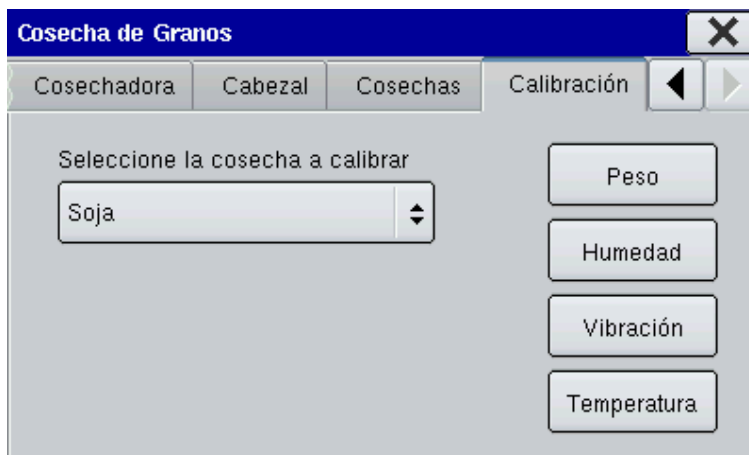 Cosecha de Granos
Cosechadora
Cabezal
Cosechas
Calibración
Seleccione la cosecha a calibrar
Soja
Peso
Humedad
Vibración
Temperatura